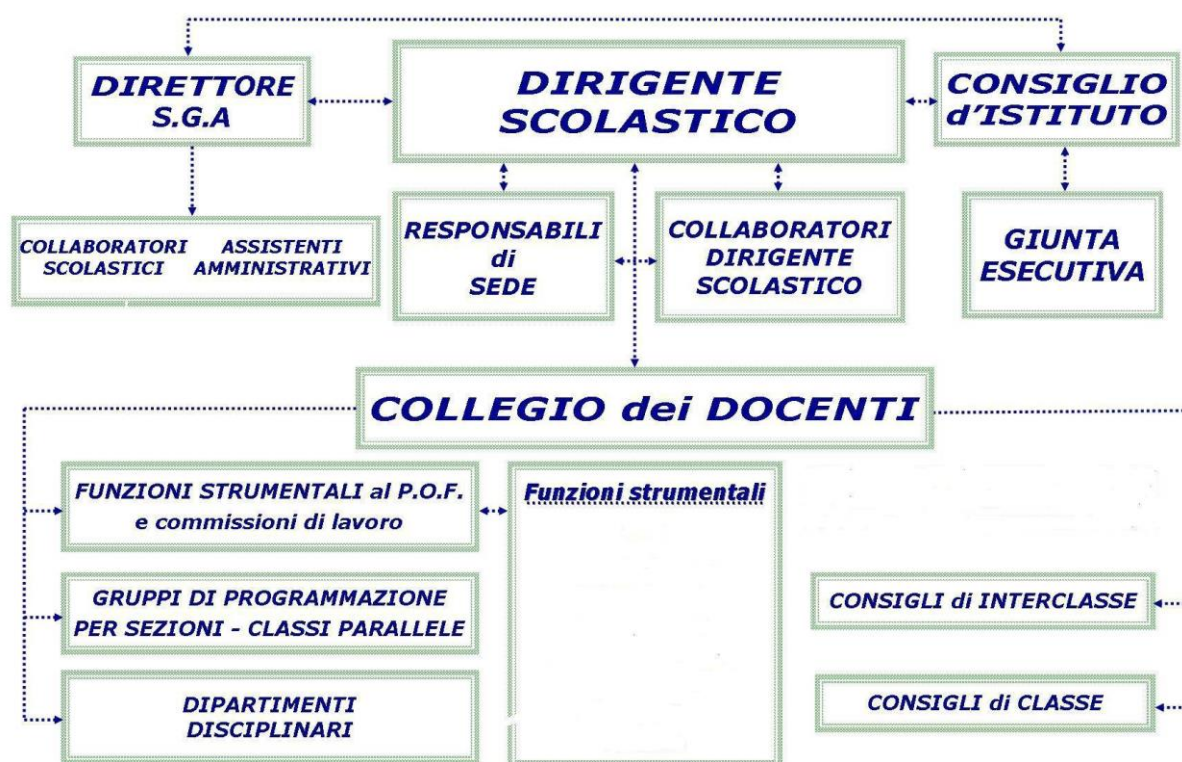 DIRETTORE
S.G.A
DIRIGENTE
SCOLASTICO
CONSIGLIO
d'ISTITUTO
COLLABORATORI
SCOLASTICI
ASSISTENTI
AMMINISTRATIVI
RESPONSABILI
di
SEDE
COLLABORATORI
DIRIGENTE
SCOLASTICO
GIUNTA
ESECUTIVA
COLLEGIO dei DOCENTI
FUNZIONI STRUMENTALI al P.O.F.
e commissioni di lavoro
Funzioni strumentali
GRUPPI DI PROGRAMMAZIONE
PER SEZIONI - CLASSI PARALLELE
CONSIGLI di INTERCLASSE
DIPARTIMENTI
DISCIPLINARI
CONSIGLI di CLASSE